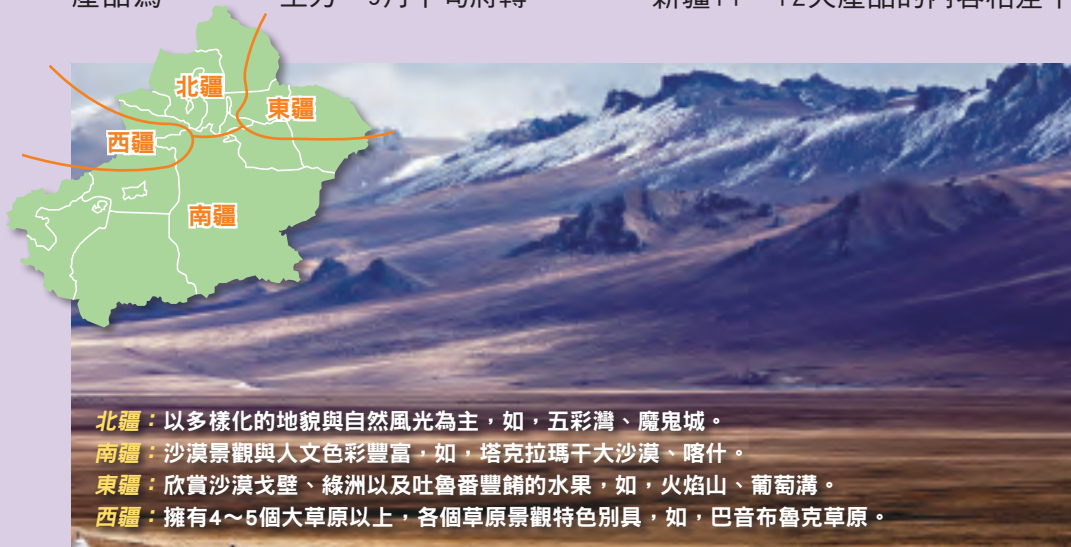 北疆
東疆
西疆
南疆
北疆：以多樣化的地貌與自然風光為主，如，五彩灣、魔鬼城。
南疆：沙漠景觀與人文色彩豐富，如，塔克拉瑪干大沙漠、喀什。
東疆：欣賞沙漠戈壁、綠洲以及吐魯番豐餚的水果，如，火焰山、葡萄溝。
西疆：擁有4～5個大草原以上，各個草原景觀特色別具，如，巴音布魯克草原。